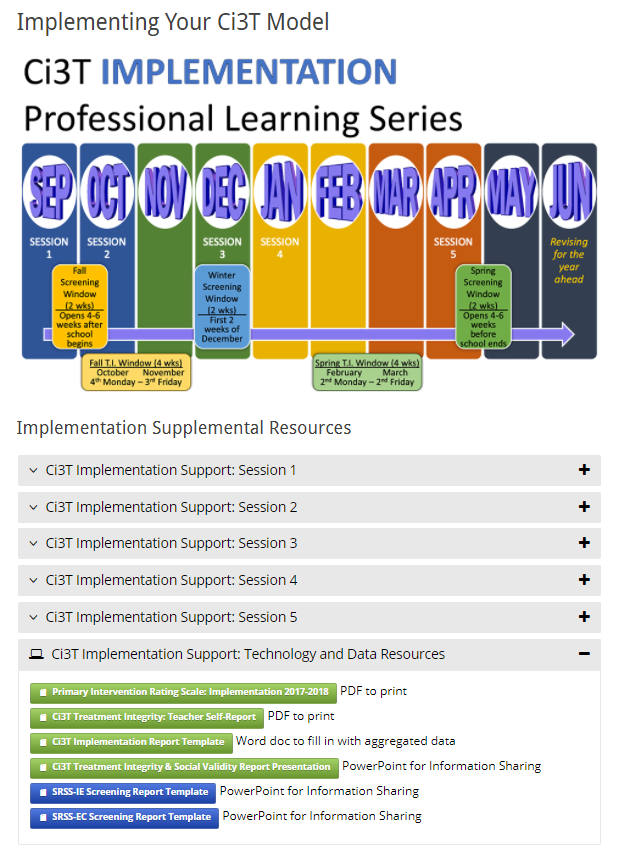 Implementing Your Ci3T Model
Ci3T IMPLEMENTATION
Professional Learning Series
SEP OCT NOV DEC JAN FEB MAR APR MAY JUN
SESSION 1
SESSION 2
SESSION 3
SESSION 4
SESSION 5
Revising
for the
year
ahead
Fall
Screening
Window
(2 wks)
Opens 4-6
weeks after
school
begins
Winter
Screening
Window
(2 wks)
First 2
weeks of
December
Spring
Screening
Window
(2 wks)
Opens 4-6
weeks
before
school ends
Fall T.I. Window (4 wks)
October November
4th Monday – 3rd Friday
Spring T.I. Window (4 wks)
February March
2nd Monday – 2nd Friday
Implementation Supplemental Resources
Ci3T Implementation Support: Session 1
Ci3T Implementation Support: Session 2
Ci3T Implementation Support: Session 3
Ci3T Implementation Support: Session 4
Ci3T Implementation Support: Session 5
Ci3T Implementation Support: Technology and Data Resources
Primary Intervention Rating Scale: Implementation 2017-2018 PDF to print
Ci3T Treatment Integrity: Teacher Self-Report PDF to print
Ci3T Implementation Report Template Word doc to fill in with aggregated data
Ci3T Treatment Integrity & Social Validity Report Presentation PowerPoint for Information Sharing
SRSS-IE Screening Report Template PowerPoint for Information Sharing
SRSS-EC Screening Report Template PowerPoint for Information Sharing